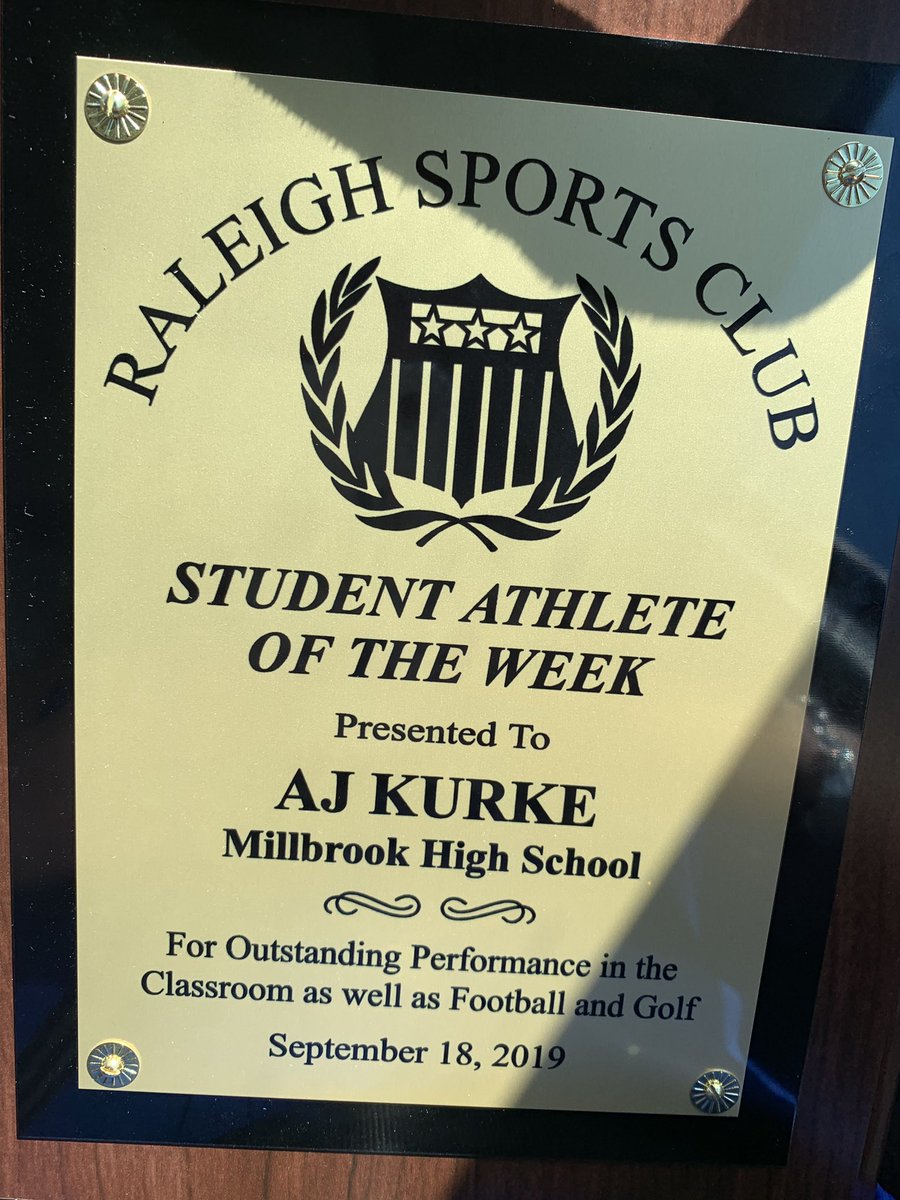 RALEIGH SPORTS CLUB
STUDENT ATHLETE
OF THE WEEK
Presented To
AJ KURKE
Millbrook High School
For Outstanding Performance in the
Classroom as well as Football and Golf
September 18, 2019